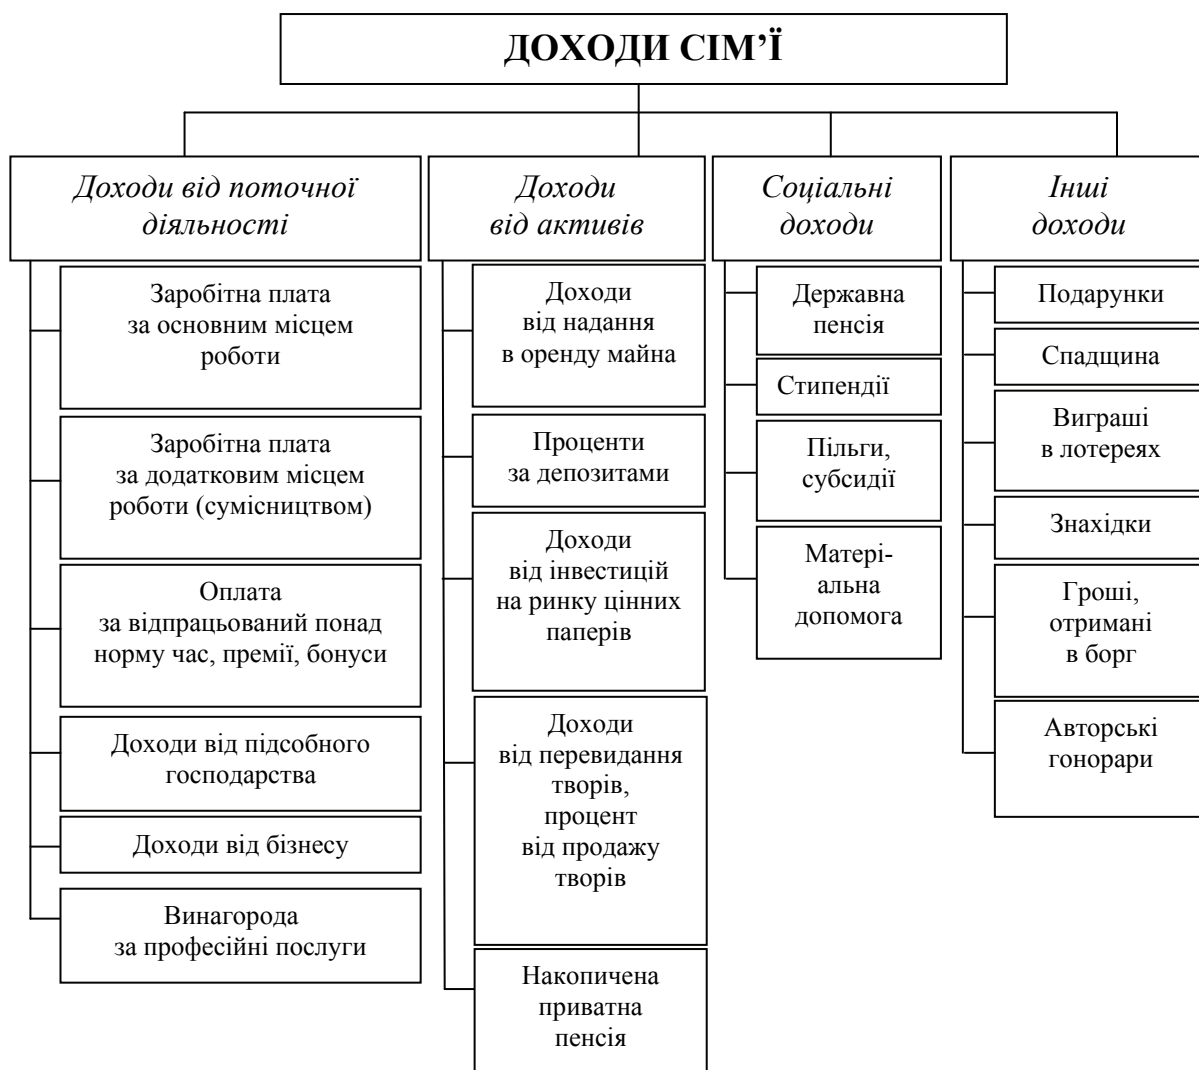 ДОХОДИ СІМ’Ї
Доходи від поточної
діяльності
Заробітна плата
за основним місцем
роботи
Заробітна плата
за додатковим місцем
роботи (сумісництвом)
Оплата
за відпрацьований понад
норму час, премії, бонуси
Доходи від підсобного
господарства
Доходи від бізнесу
Винагорода
за професійні послуги
Доходи
від активів
Доходи
від надання
в оренду майна
Проценти
за депозитами
Доходи
від інвестицій
на ринку цінних
паперів
Доходи
від перевидання
творів,
процент
від продажу
творів
Накопичена
приватна
пенсія
Соціальні
доходи
Державна
пенсія
Стипендії
Пільги,
субсидії
Матері-
альна
допомога
Інші
доходи
Подарунки
Спадщина
Виграші
в лотереях
Знахідки
Гроші,
отримані
в борг
Авторські
гонорари